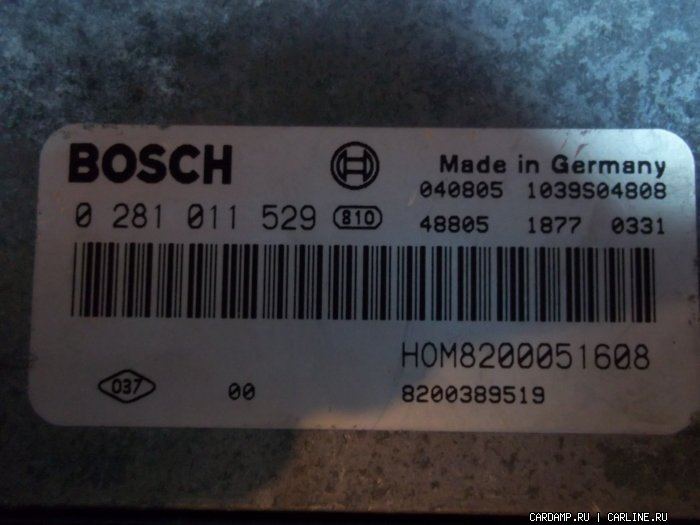 BOSCH
Made in Germany
040805 1039S04808
0 281 011 529 810
48805 1877 0331
HOM8200051608
037 00
8200389519
CARDAMP.RU | CARLINE.RU